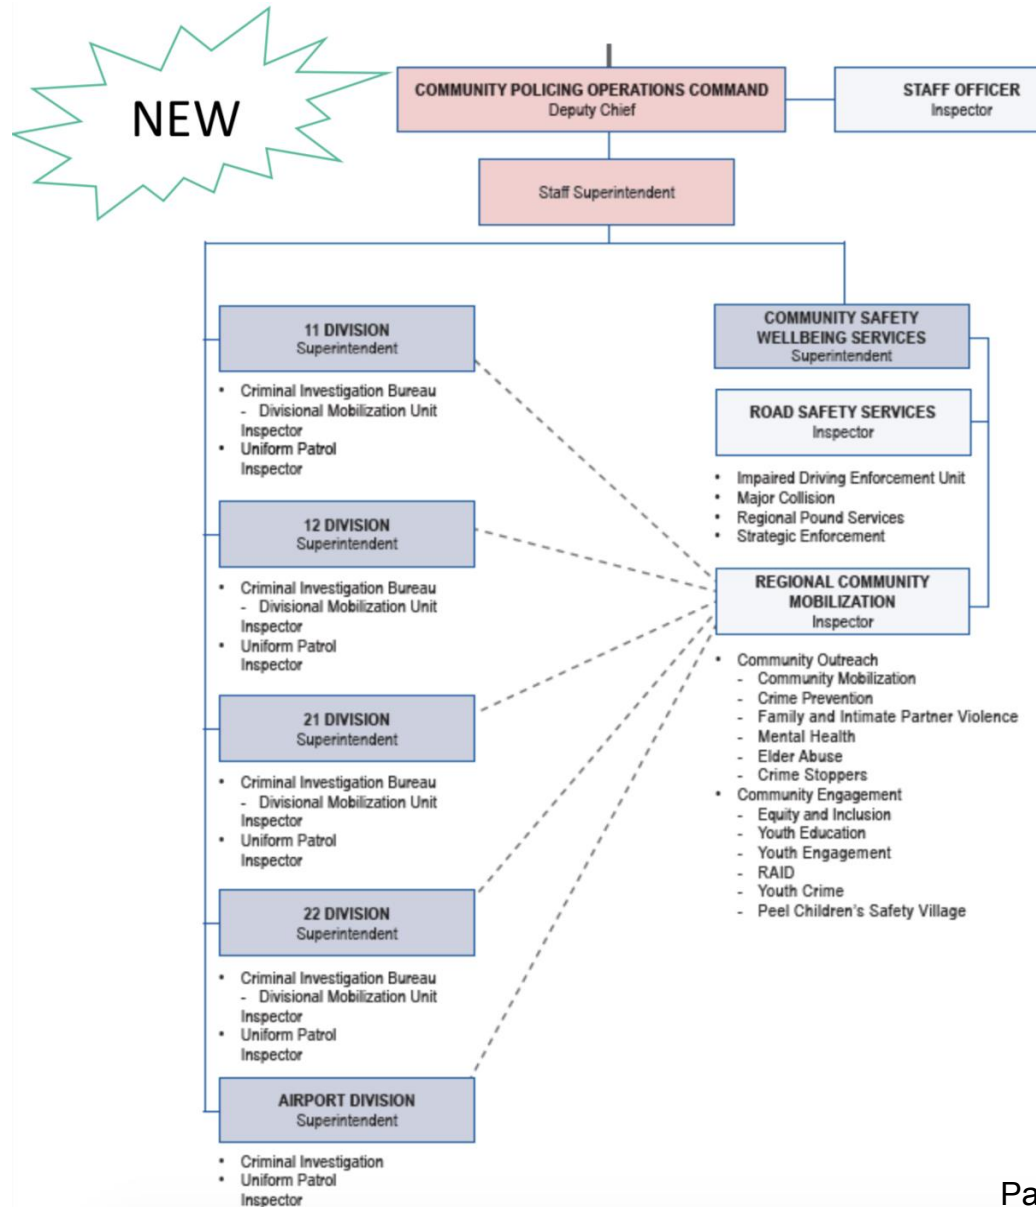 NEW
COMMUNITY POLICING OPERATIONS COMMAND
Deputy Chief
STAFF OFFICER
Inspector
Staff Superintendent
11 DIVISION
Superintendent
• Criminal Investigation Bureau
- Divisional Mobilization Unit
Inspector
• Uniform Patrol
Inspector
12 DIVISION
Superintendent
• Criminal Investigation Bureau
- Divisional Mobilization Unit
Inspector
• Uniform Patrol
Inspector
21 DIVISION
Superintendent
• Criminal Investigation Bureau
- Divisional Mobilization Unit
Inspector
• Uniform Patrol
Inspector
22 DIVISION
Superintendent
• Criminal Investigation Bureau
- Divisional Mobilization Unit
Inspector
• Uniform Patrol
Inspector
AIRPORT DIVISION
Superintendent
• Criminal Investigation
• Uniform Patrol
Inspector
COMMUNITY SAFETY
WELLBEING SERVICES
Superintendent
ROAD SAFETY SERVICES
Inspector
• Impaired Driving Enforcement Unit
• Major Collision
• Regional Pound Services
• Strategic Enforcement
REGIONAL COMMUNITY
MOBILIZATION
Inspector
• Community Outreach
- Community Mobilization
- Crime Prevention
- Family and Intimate Partner Violence
- Mental Health
- Elder Abuse
- Crime Stoppers
• Community Engagement
- Equity and Inclusion
- Youth Education
- Youth Engagement
- RAID
- Youth Crime
- Peel Children's Safety Village
Pa